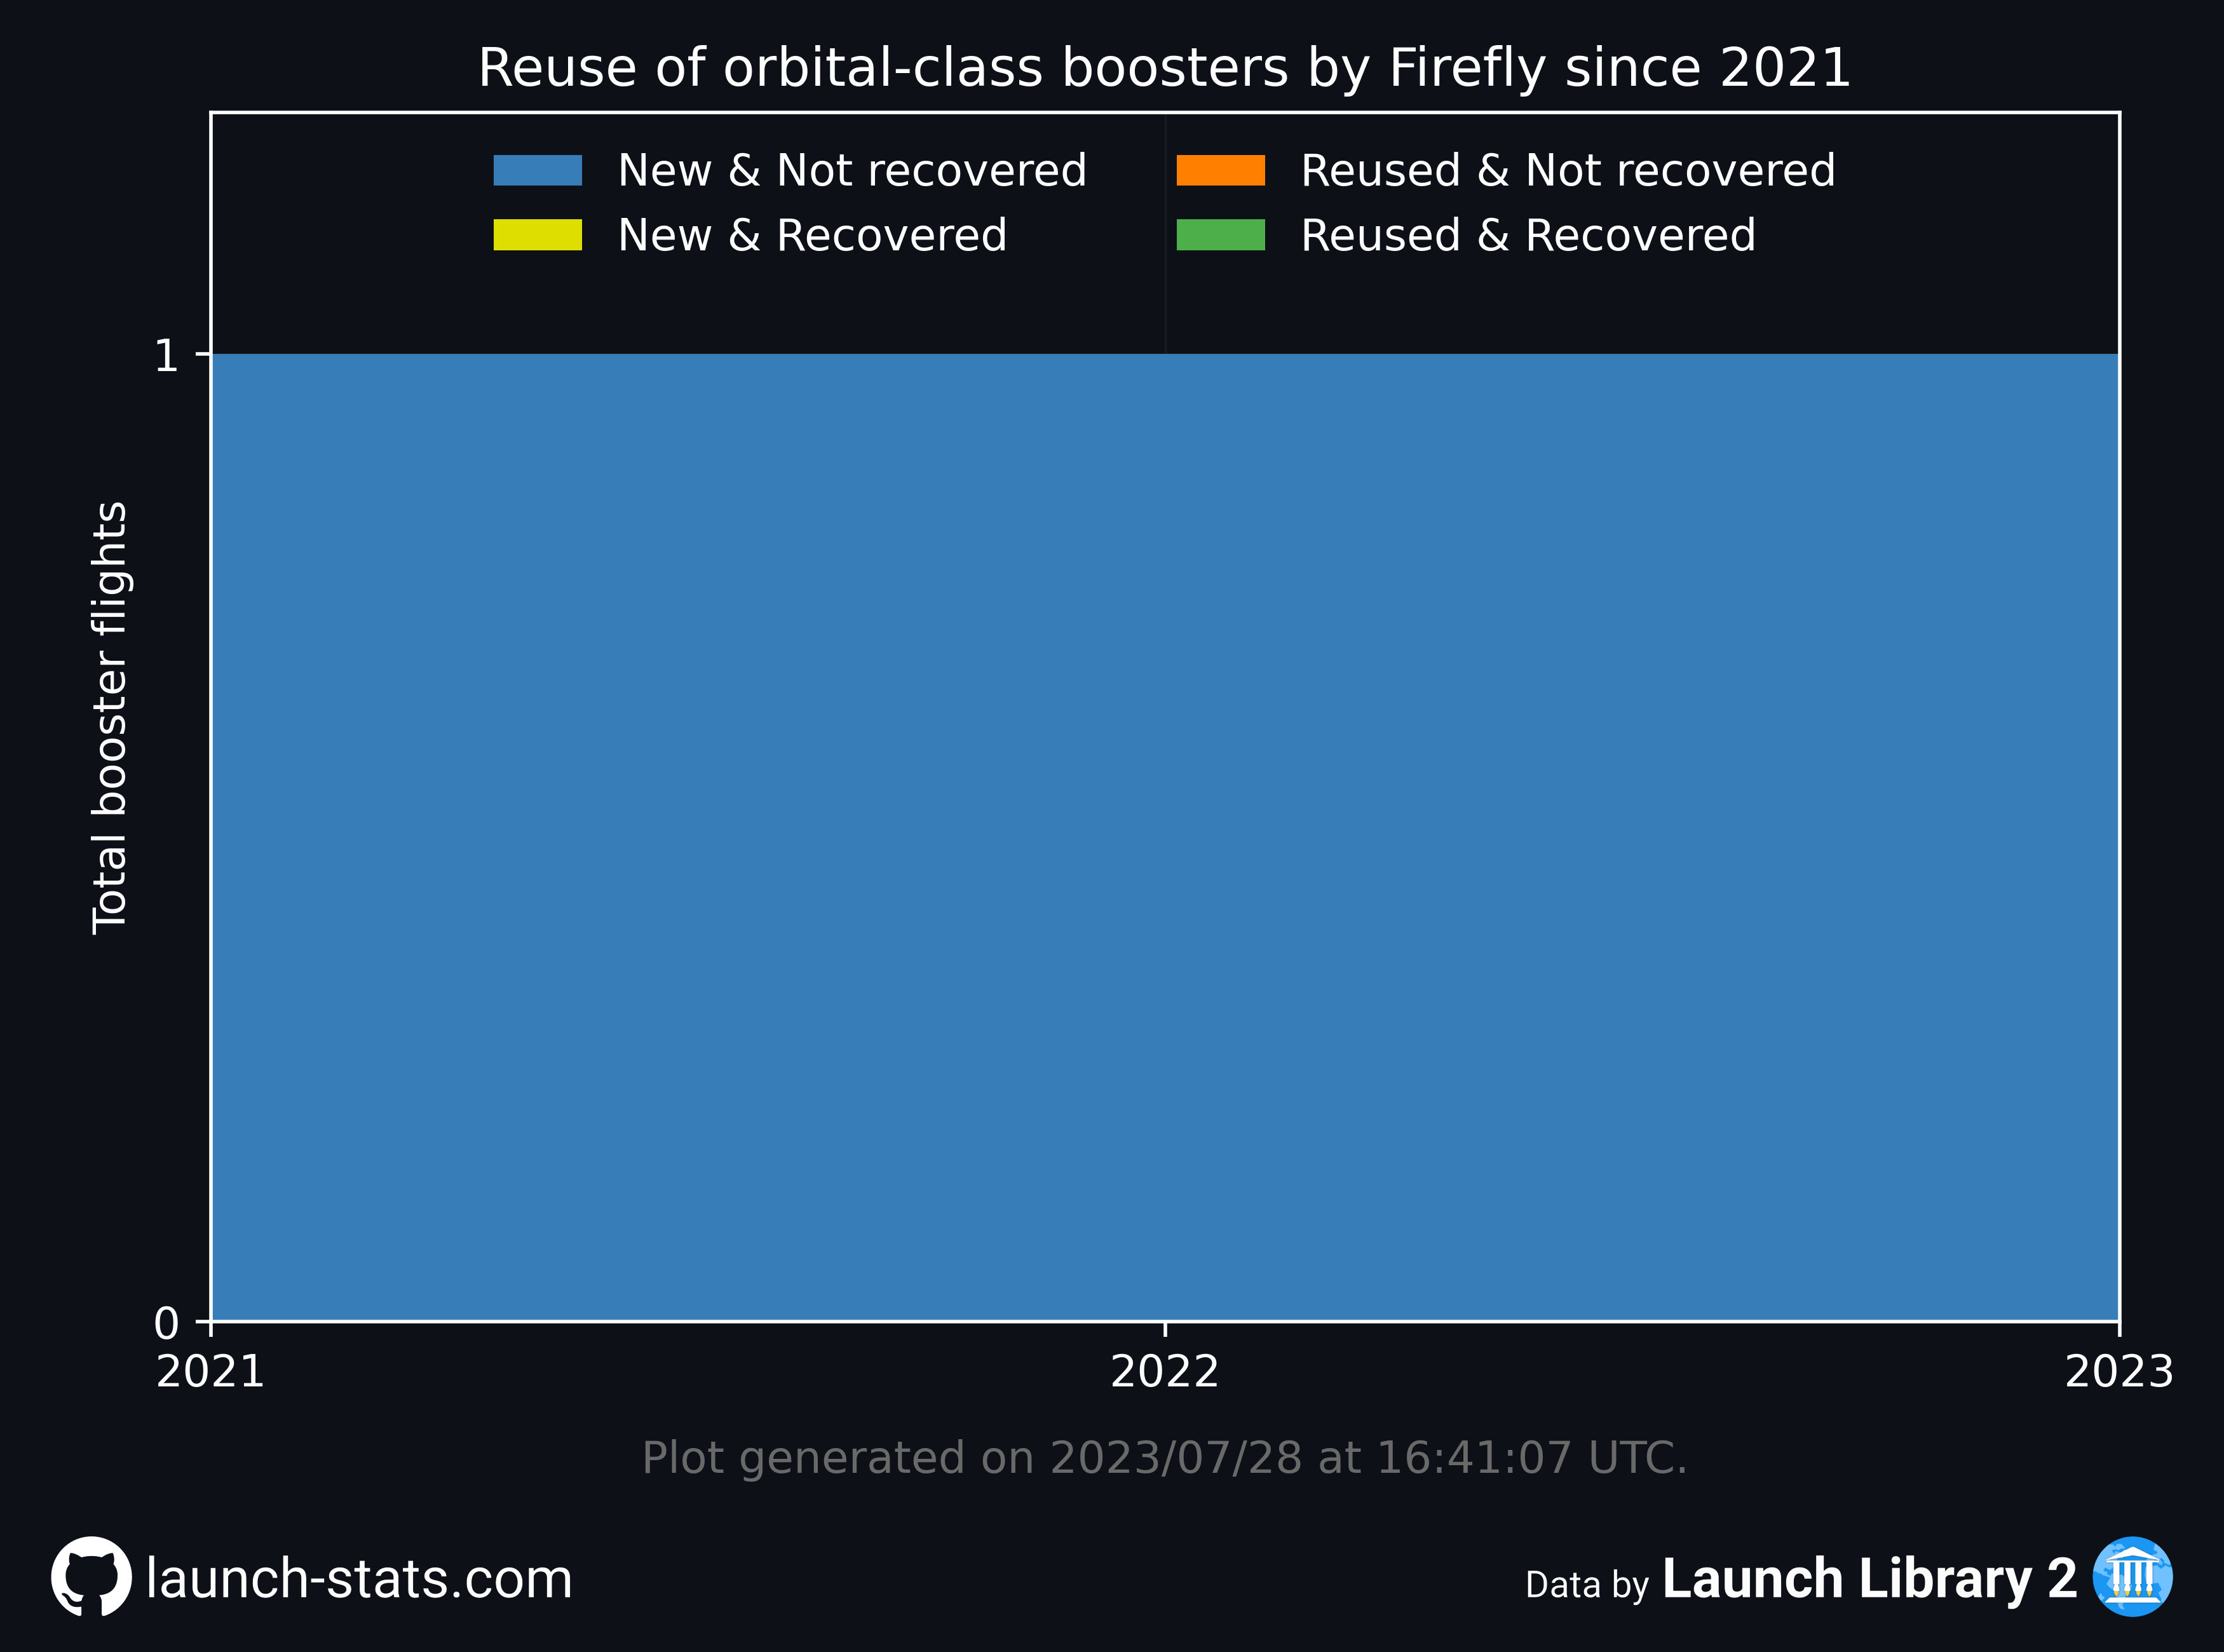 Reuse of orbital-class boosters by Firefly since 2021
New & Not recovered
New & Recovered
Reused & Not recovered
Reused & Recovered
Total booster flights
1
0
2021
2022
2023
Plot generated on 2023/07/28 at 16:41:07 UTC.
launch-stats.com
Data by Launch Library 2